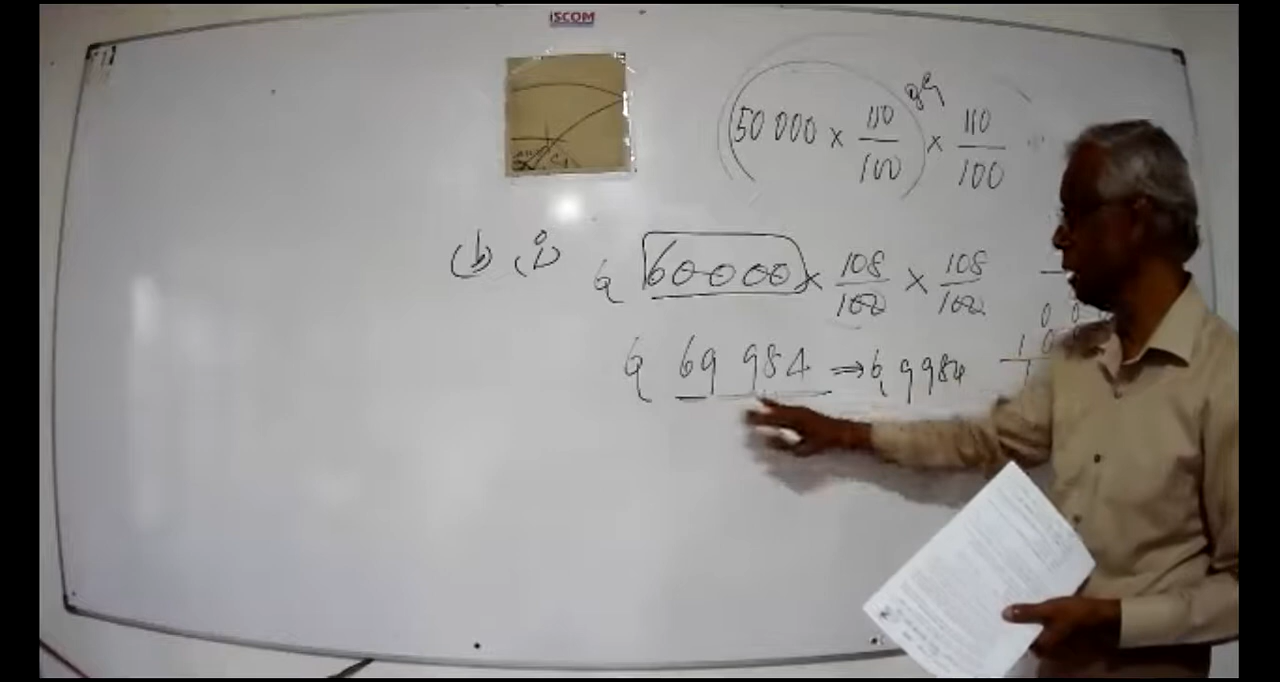 ISCOM
50 000 × 110/100 × 110/100
(b) (i) 60000 × 108/100 × 108/100
69 984 ⇒ 69984